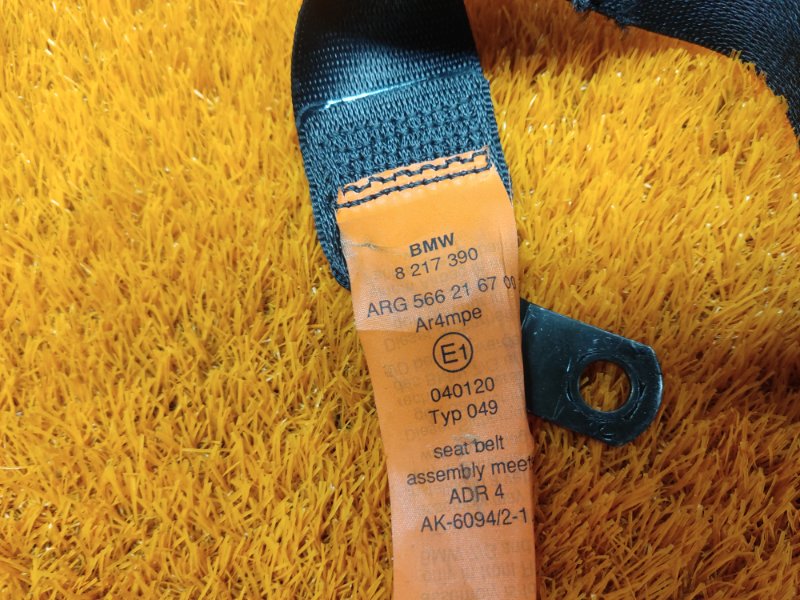 BMW
8 217 390
ARG 566 21 67 00
Ar4mpe
E1
040120
Typ 049
seat belt
assembly meet
ADR 4
AK-6094/2-1